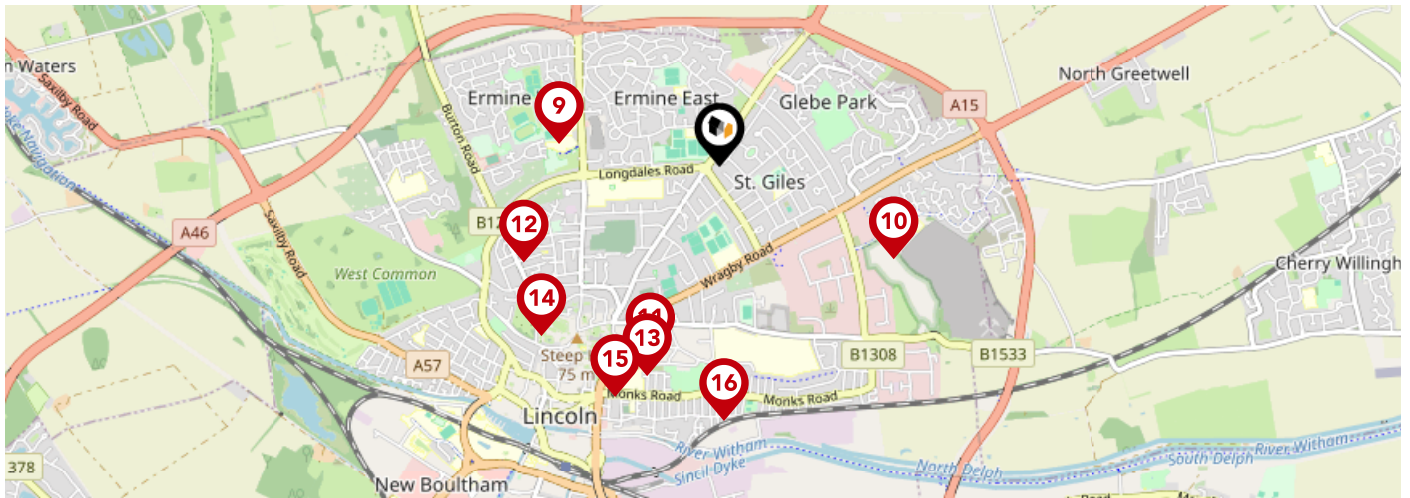 n Waters
Saxilby Road
Burton Road
Ermine
9
Ermine East
Glebe Park
North Greetwell
A15
Longdales Road
St. Giles
12
10
A46
Saxilby Road
West Common
Wragby Road
Cherry Willingh
14
13
Steep
75 m
15
A57
B1308
B1533
16
Monks Road
Monks Road
Lincoln
River Witham
Sincil Dyke
North Delph
South Delph
River Witham
378
New Boultham